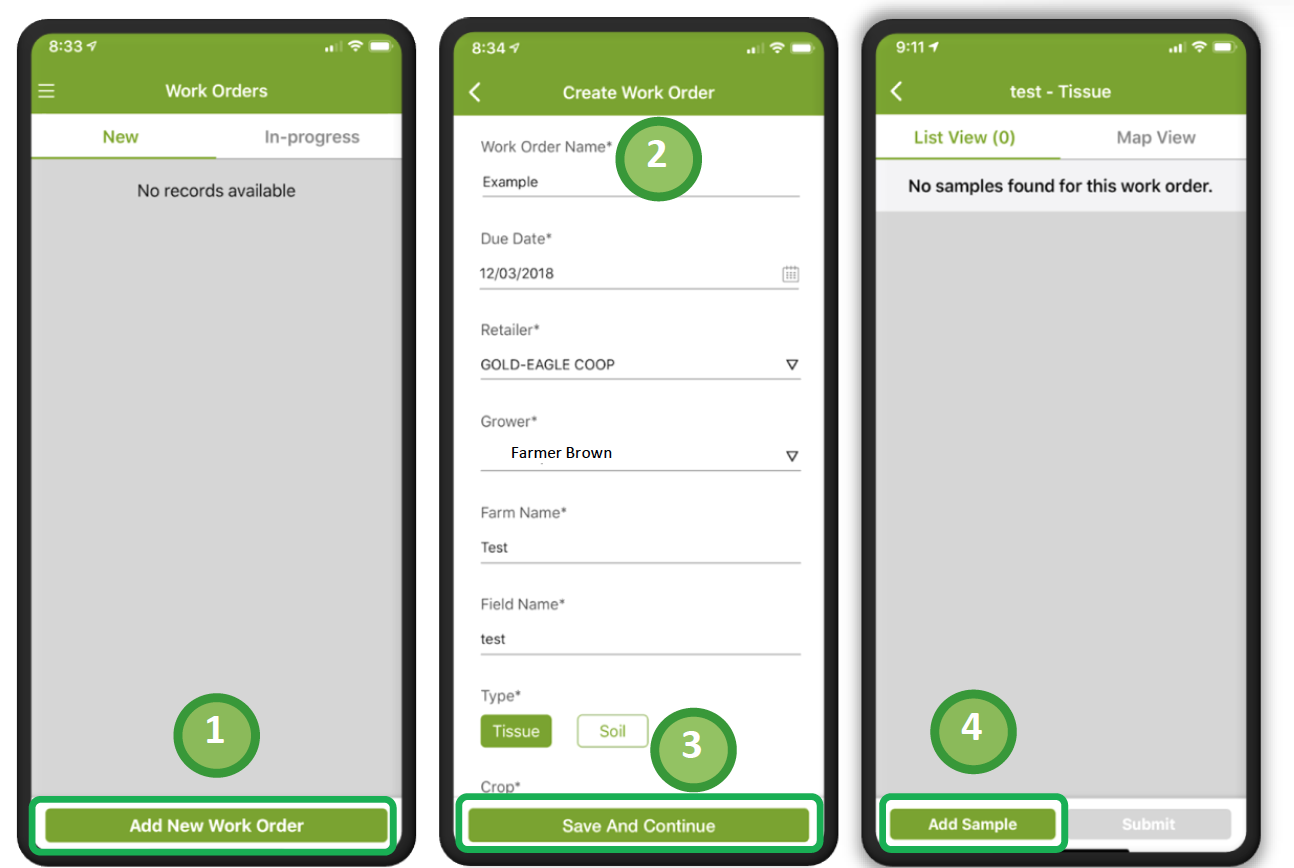 8:33
Work Orders
New In-progress
No records available
1
Add New Work Order
8:34
Create Work Order
Work Order Name*
2
Example
Due Date*
12/03/2018
Retailer*
GOLD-EAGLE COOP
Grower*
Farmer Brown
Farm Name*
Test
Field Name*
test
Type*
Tissue Soil
3
Crop*
Save And Continue
9:11
test - Tissue
List View (0) Map View
No samples found for this work order.
4
Add Sample Submit